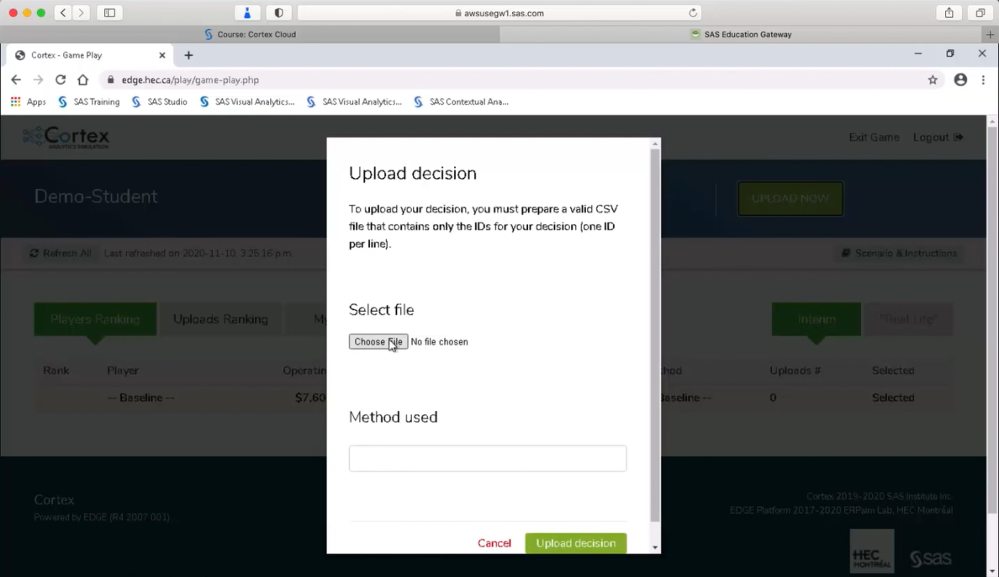 awsusegw1.sas.com
Course: Cortex Cloud
SAS Education Gateway
Cortex - Game Play
edge.hec.ca/play/game-play.php
Apps
SAS Training
SAS Studio
SAS Visual Analytics...
SAS Visual Analytics...
SAS Contextual Ana...
Cortex
ANALYTICS SIMULATION
Exit Game
Logout
Demo-Student
UPLOAD NOW
Refresh All
Last refreshed on 2020-11-10, 3:25:16 p.m.
Scenario & Instructions
Players Ranking
Uploads Ranking
My
Interim
"Real Life"
Rank
Player
Operatin
hod
Uploads #
Selected
-- Baseline --
$7,60
Baseline --
0
Selected
Upload decision
To upload your decision, you must prepare a valid CSV
file that contains only the IDs for your decision (one ID
per line).
Select file
Choose File
No file chosen
Method used
Cancel
Upload decision
Cortex
Powered by EDGE (R4 2007 001)
Cortex 2019-2020 SAS Institute Inc.
EDGE Platform 2017-2020 ERPsim Lab, HEC Montréal
HEC
MONTRÉAL
sas